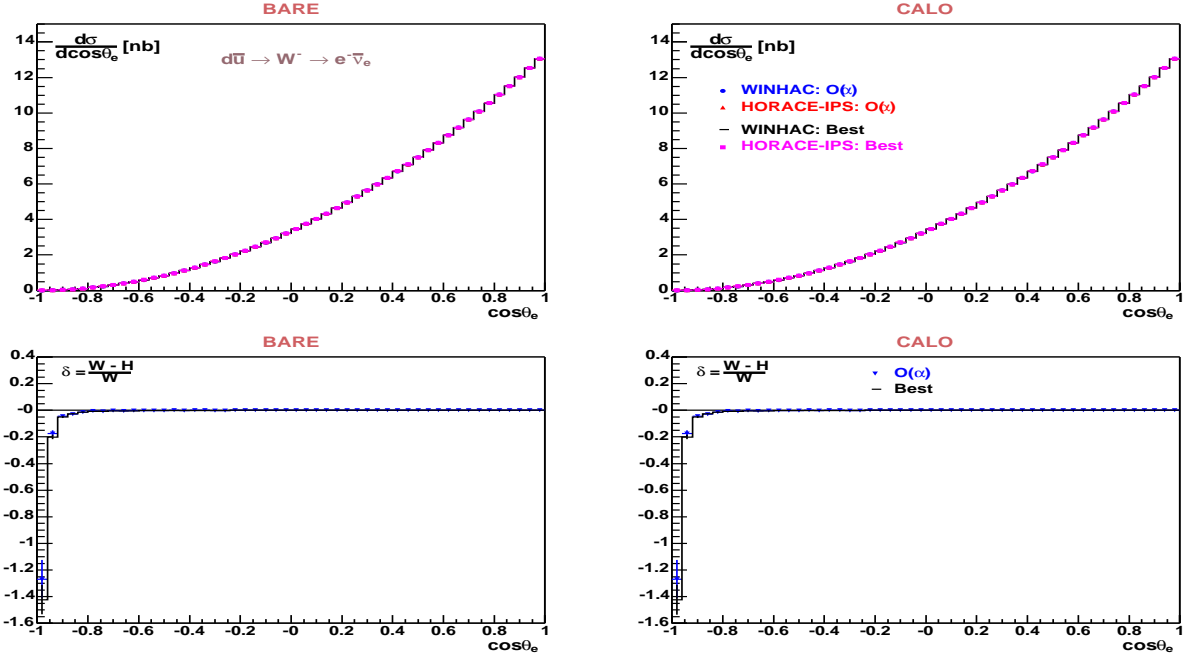 BARE
dσ/dcosθe [nb]
dū → W⁻ → e⁻ν̄e
14
12
10
8
6
4
2
0
-1 -0.8 -0.6 -0.4 -0.2 -0 0.2 0.4 0.6 0.8 1
cosθe
CALO
dσ/dcosθe [nb]
WINHAC: O(α)
HORACE-IPS: O(α)
WINHAC: Best
HORACE-IPS: Best
14
12
10
8
6
4
2
0
-1 -0.8 -0.6 -0.4 -0.2 -0 0.2 0.4 0.6 0.8 1
cosθe
BARE
δ = W - H / W
0.4
0.2
-0
-0.2
-0.4
-0.6
-0.8
-1
-1.2
-1.4
-1.6
-1 -0.8 -0.6 -0.4 -0.2 -0 0.2 0.4 0.6 0.8 1
cosθe
CALO
δ = W - H / W
O(α)
Best
0.4
0.2
-0
-0.2
-0.4
-0.6
-0.8
-1
-1.2
-1.4
-1.6
-1 -0.8 -0.6 -0.4 -0.2 -0 0.2 0.4 0.6 0.8 1
cosθe